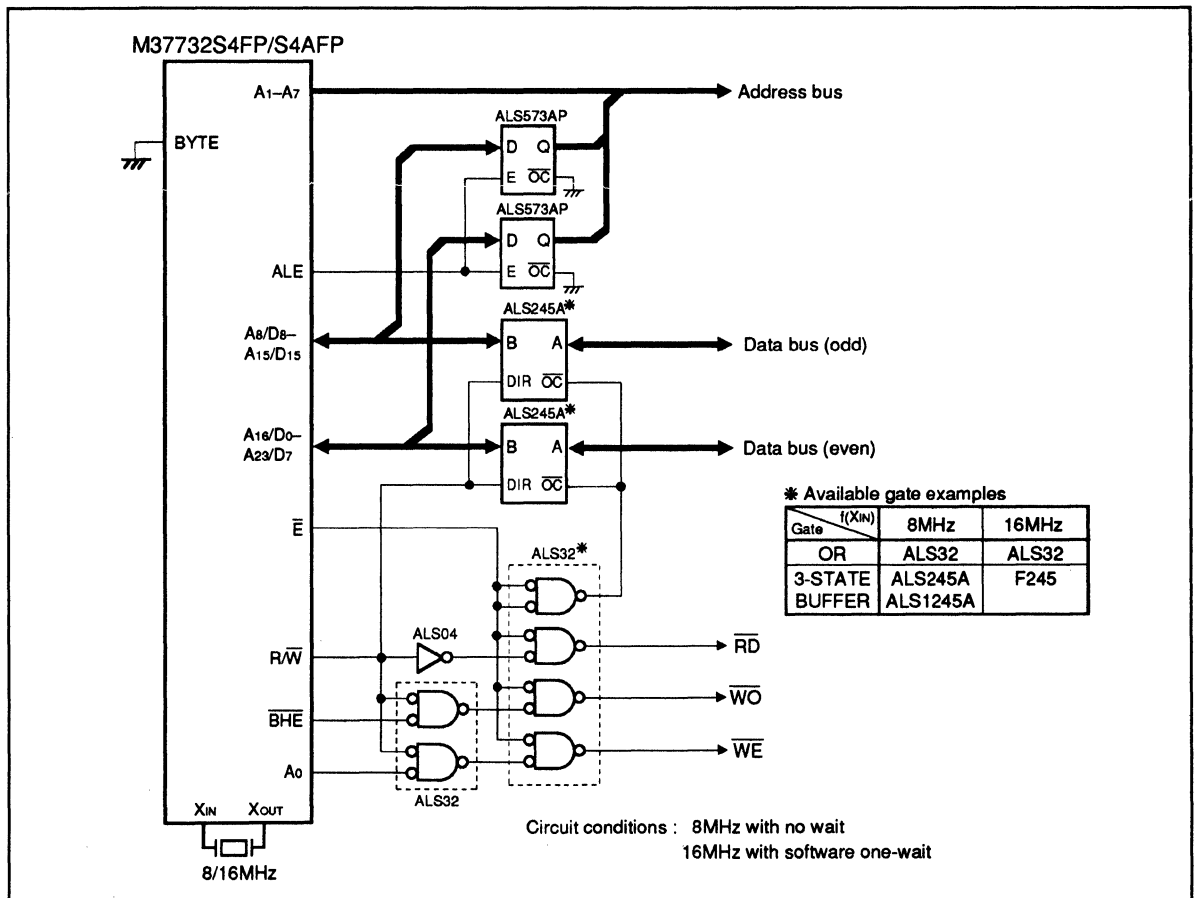 M37732S4FP/S4AFP
A1–A7
Address bus
BYTE
ALS573AP
D Q
E OC
ALS573AP
D Q
ALE
E OC
ALS245A✱
A8/D8–
A15/D15
B A
Data bus (odd)
DIR OC
ALS245A✱
A16/D0–
A23/D7
B A
Data bus (even)
DIR OC
✱ Available gate examples
Gate f(XIN) 8MHz 16MHz
OR ALS32 ALS32
3-STATE BUFFER ALS245A ALS1245A F245
E
ALS32✱
ALS04
R/W
RD
BHE
WO
A0
WE
ALS32
XIN XOUT
8/16MHz
Circuit conditions : 8MHz with no wait
16MHz with software one-wait